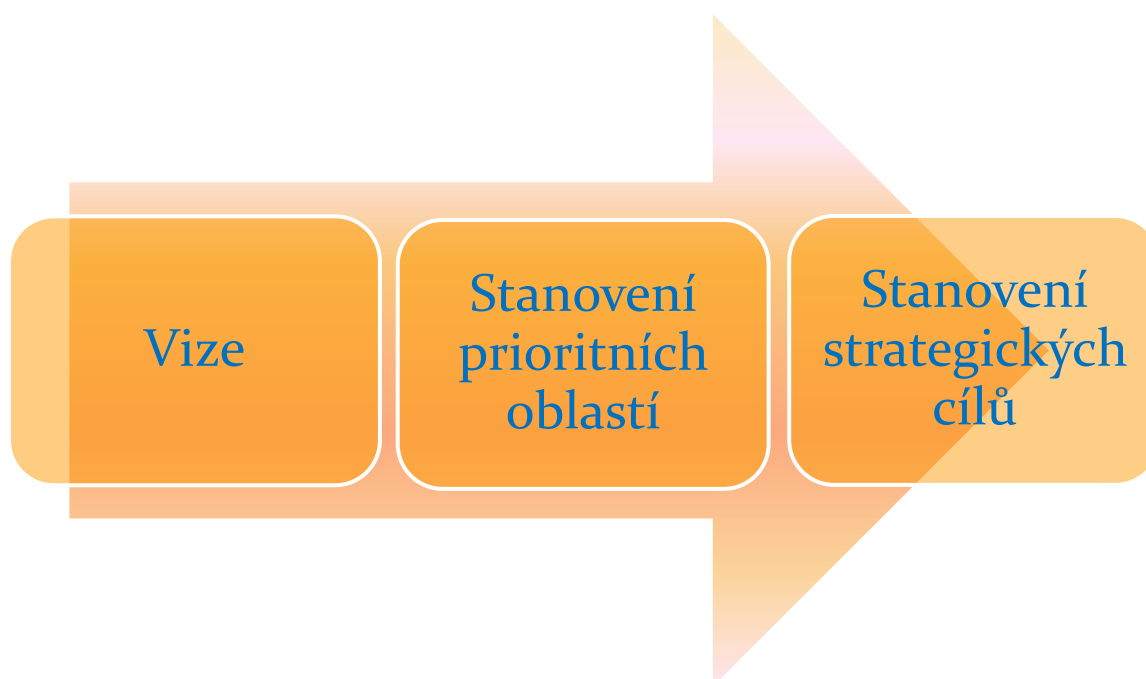 Vize
Stanovení
prioritních
oblastí
Stanovení
strategických
cílů